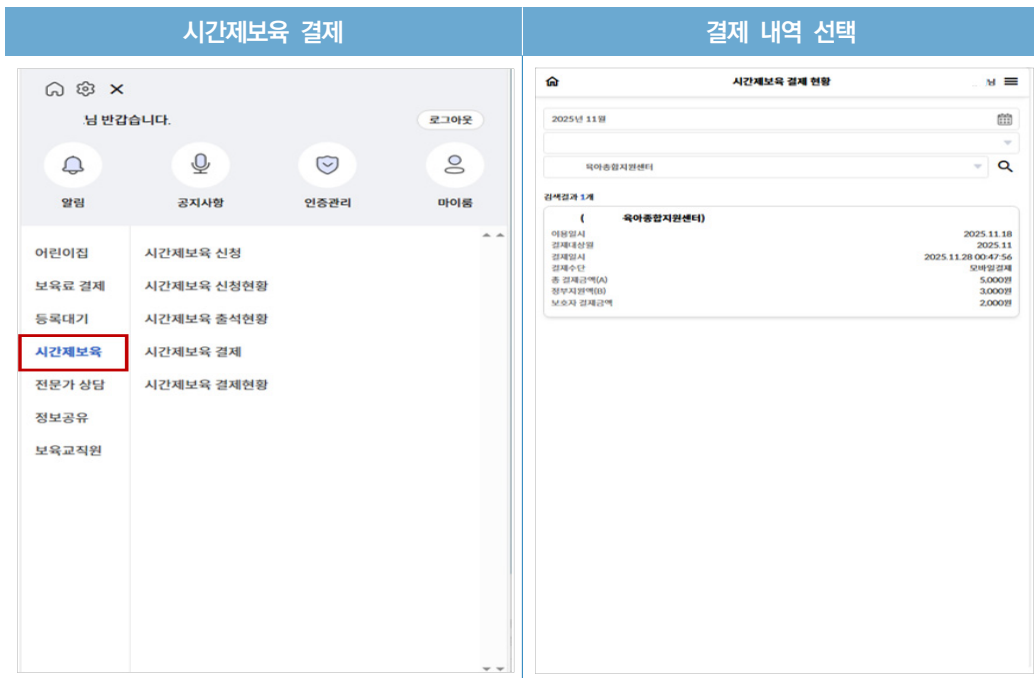 시간제보육 결제
결제 내역 선택
님 반갑습니다.
로그아웃
알림
공지사항
인증관리
마이룸
어린이집
보육료 결제
등록대기
시간제보육
전문가 상담
정보공유
보육교직원
시간제보육 신청
시간제보육 신청현황
시간제보육 출석현황
시간제보육 결제
시간제보육 결제현황
시간제보육 결제 현황
님
2025년 11월
육아종합지원센터
검색결과 1개
( 육아종합지원센터)
이용일시 2025.11.18
결제대상월 2025.11
결제일시 2025.11.28 00:47:56
결제수단 모바일결제
총 결제금액(A) 5,000원
정부지원액(B) 3,000원
보호자 결제금액 2,000원